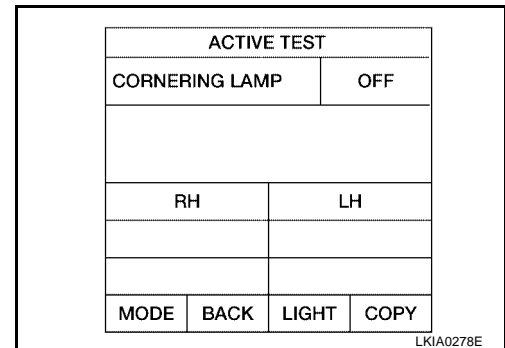 ACTIVE TEST
CORNERING LAMP OFF
RH LH
MODE BACK LIGHT COPY
LKIA0278E